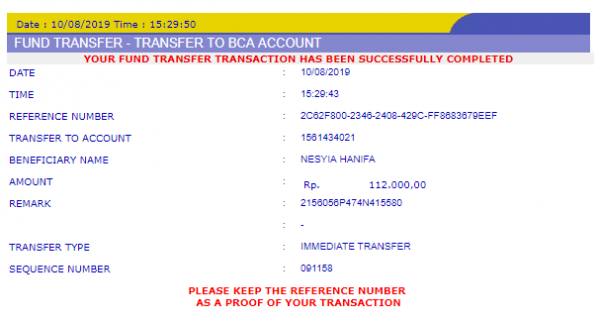 Date : 10/08/2019 Time : 15:29:50
FUND TRANSFER - TRANSFER TO BCA ACCOUNT
YOUR FUND TRANSFER TRANSACTION HAS BEEN SUCCESSFULLY COMPLETED
DATE : 10/08/2019
TIME : 15:29:43
REFERENCE NUMBER : 2C62F800-2346-2408-429C-FF8683679EEF
TRANSFER TO ACCOUNT : 1561434021
BENEFICIARY NAME : NESYIA HANIFA
AMOUNT : Rp. 112.000,00
REMARK : 2156056P474N415580
: -
TRANSFER TYPE : IMMEDIATE TRANSFER
SEQUENCE NUMBER : 091158
PLEASE KEEP THE REFERENCE NUMBER
AS A PROOF OF YOUR TRANSACTION